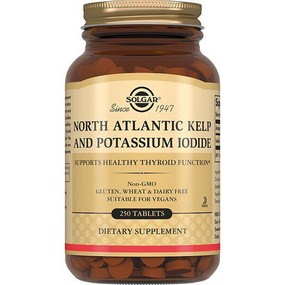 SOLGAR
Since 1947
NORTH ATLANTIC KELP
AND POTASSIUM IODIDE
SUPPORTS HEALTHY THYROID FUNCTION*
NON-GMO
GLUTEN, WHEAT & DAIRY FREE
SUITABLE FOR VEGANS
250 TABLETS
DIETARY SUPPLEMENT